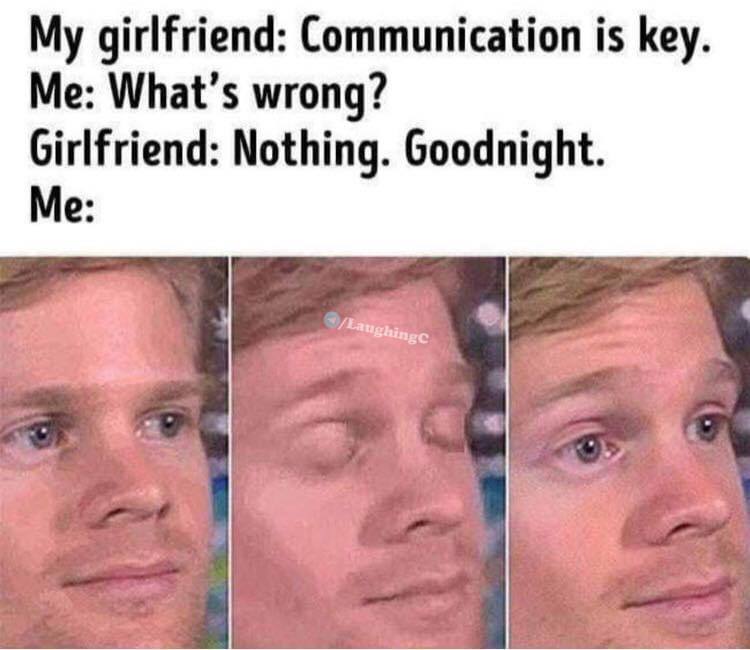 My girlfriend: Communication is key.
Me: What's wrong?
Girlfriend: Nothing. Goodnight.
Me:
/LaughingC